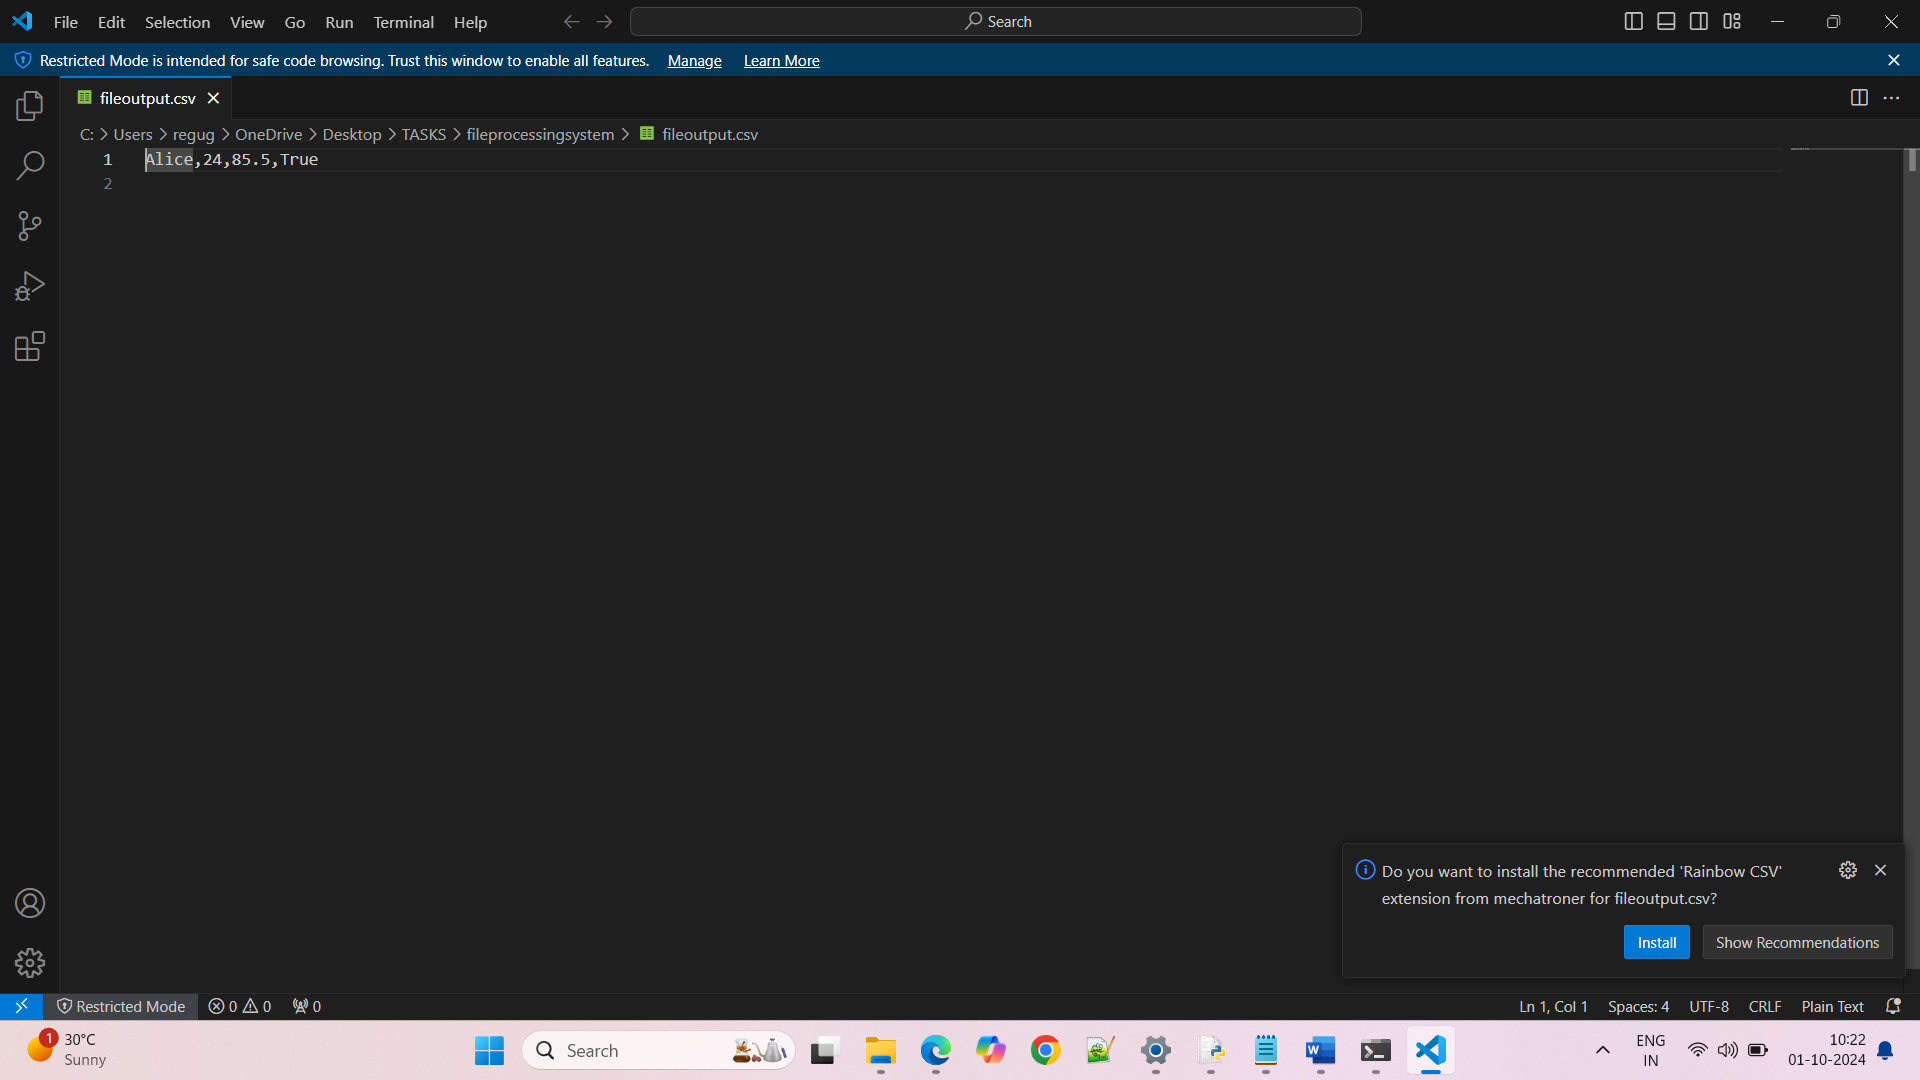 File Edit Selection View Go Run Terminal Help
Search
Restricted Mode is intended for safe code browsing. Trust this window to enable all features. Manage Learn More
fileoutput.csv
C: > Users > regug > OneDrive > Desktop > TASKS > fileprocessingsystem > fileoutput.csv
1 Alice,24,85.5,True
2
Do you want to install the recommended 'Rainbow CSV'
extension from mechatroner for fileoutput.csv?
Install Show Recommendations
Restricted Mode 0 0 0 Ln 1, Col 1 Spaces: 4 UTF-8 CRLF Plain Text
1 30°C
Sunny
Search
ENG
IN
10:22
01-10-2024